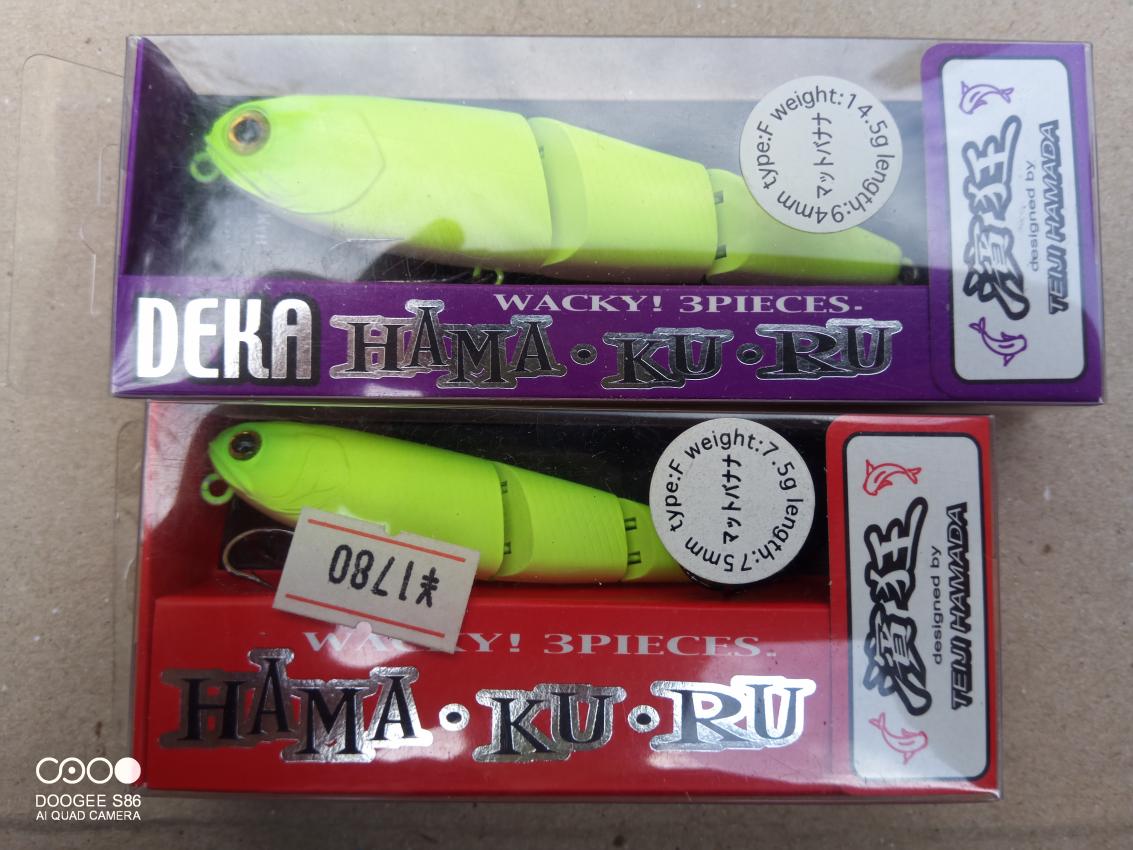 type:F weight:14.5g length:94mm
マットバナナ
濱狂
designed by
TEIJI HAMADA
WACKY! 3PIECES.
DEKA HAMA・KU・RU
type:F weight:7.5g length:75mm
マットバナナ
濱狂
designed by
TEIJI HAMADA
¥1780
WACKY! 3PIECES.
HAMA・KU・RU
DOOGEE S86
AI QUAD CAMERA